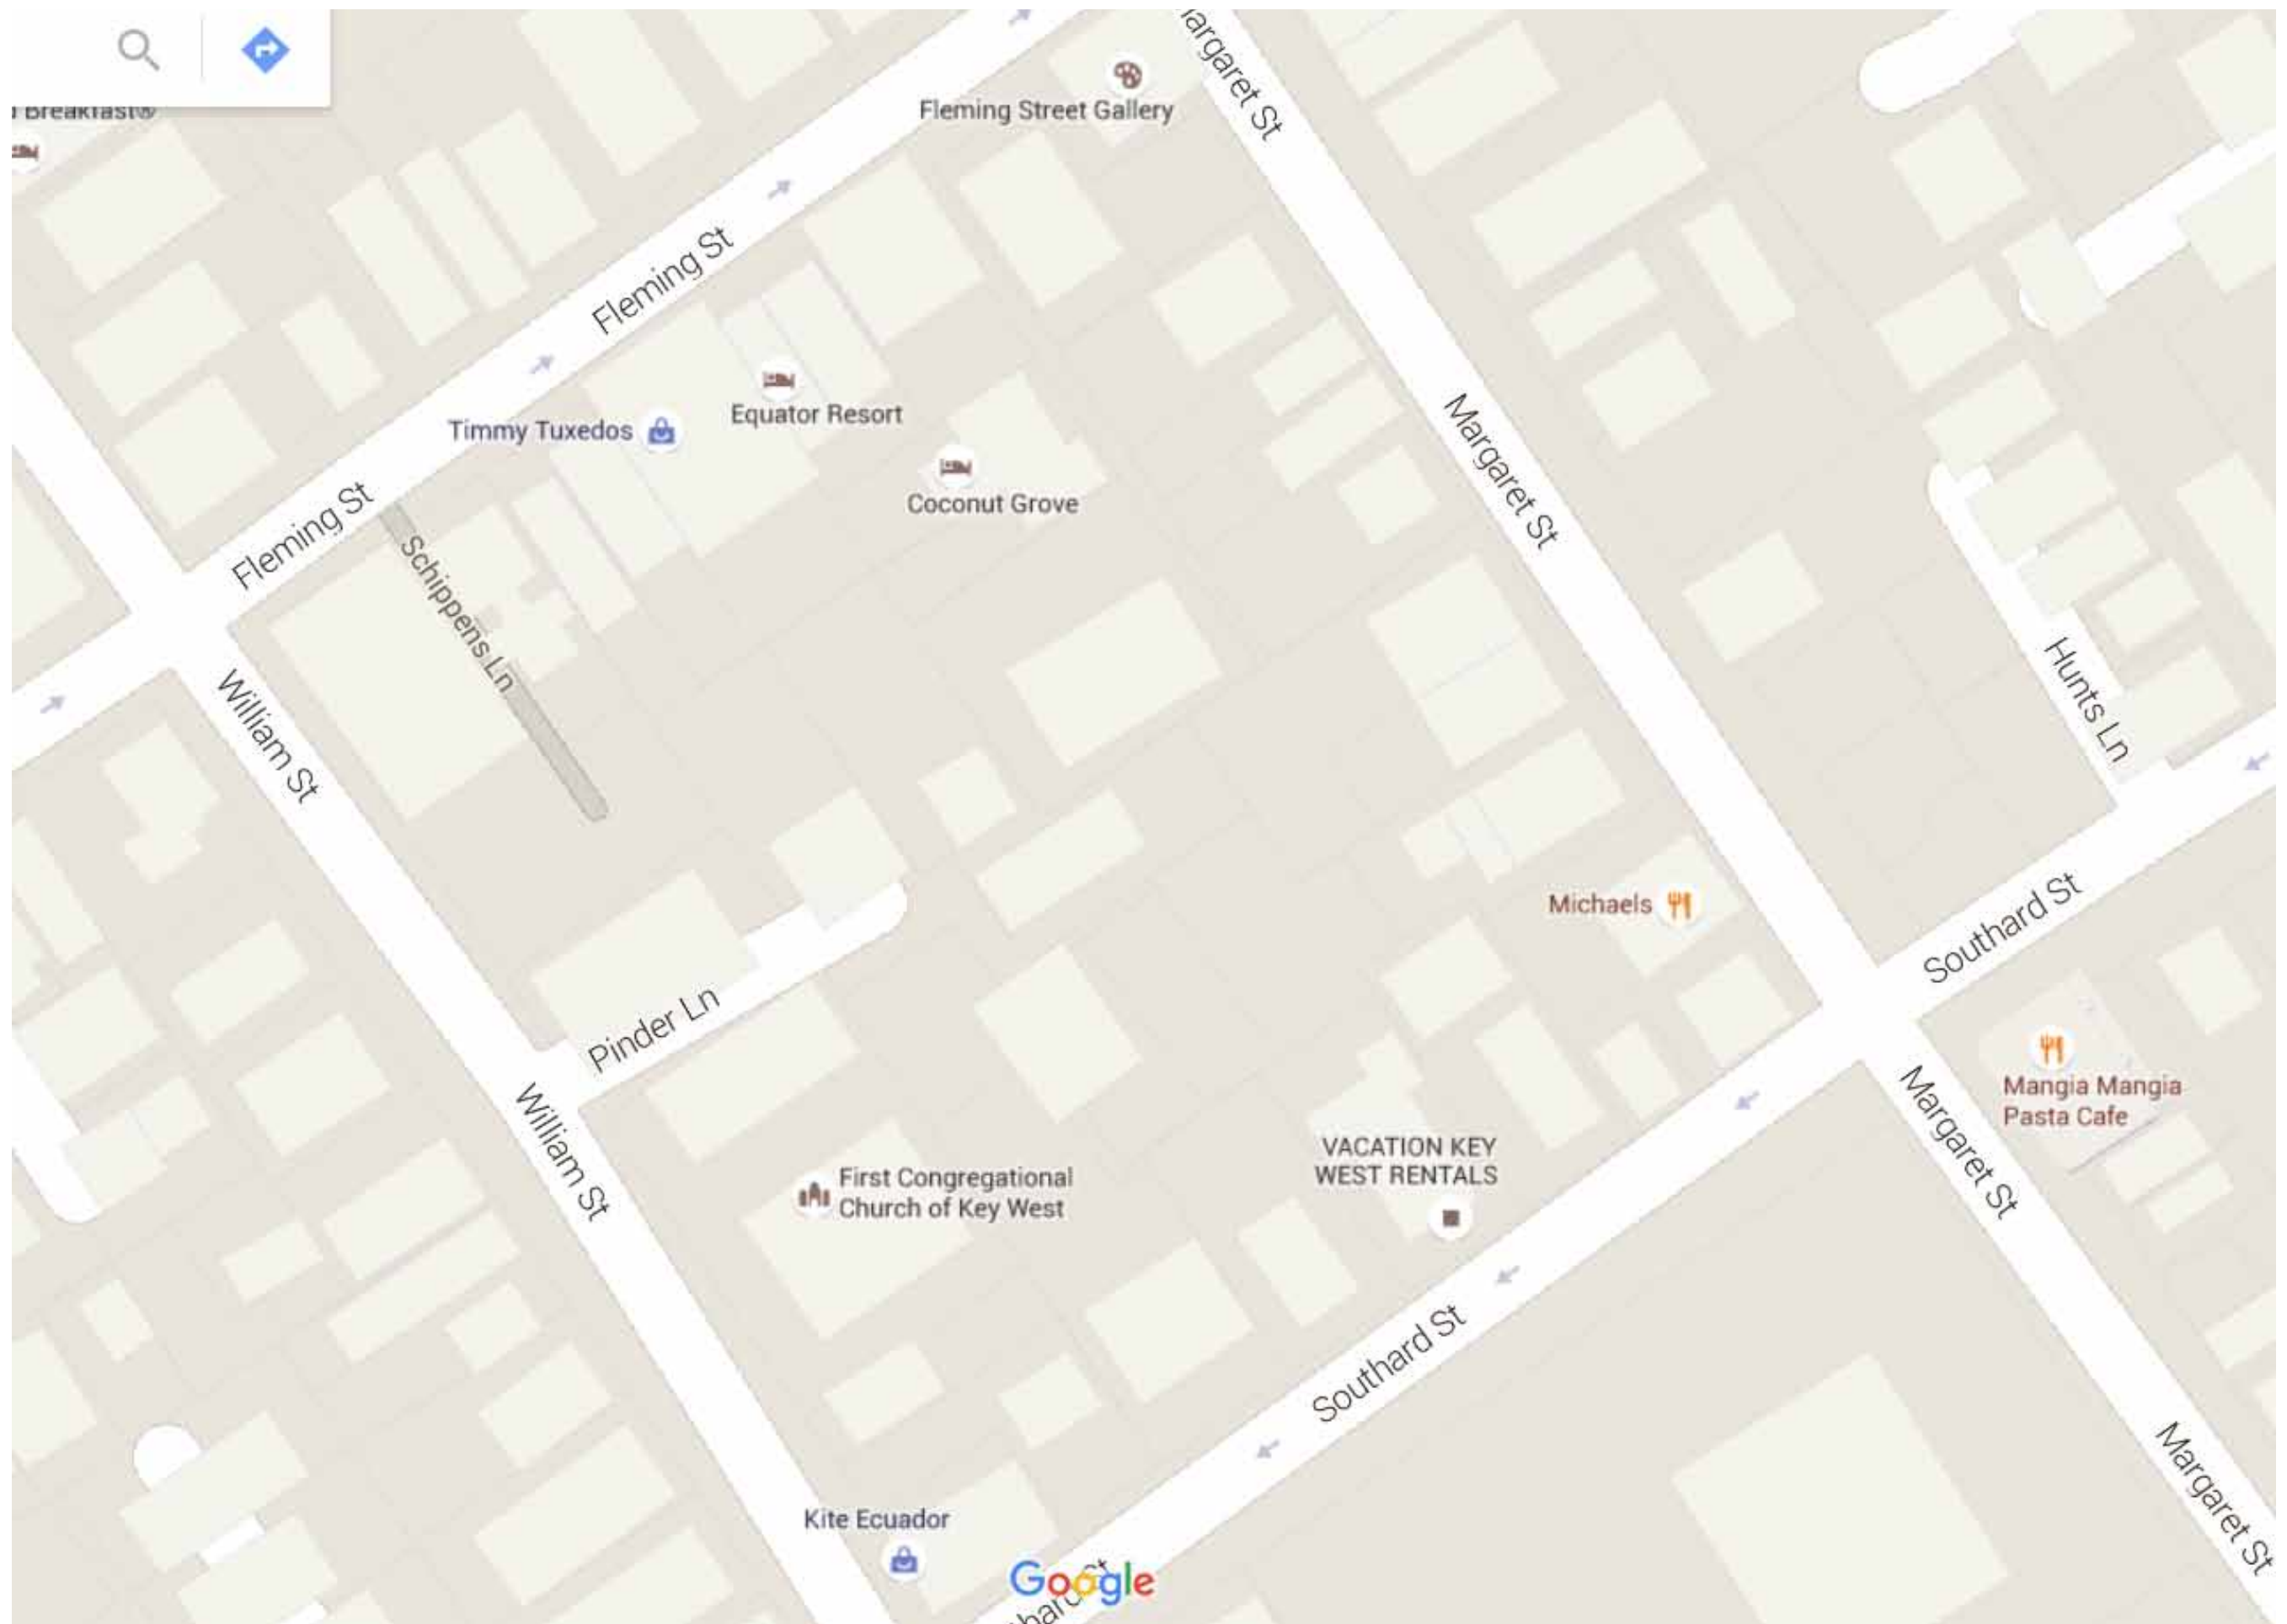 argaret St
Breakfast®
Fleming Street Gallery
Fleming St
Margaret St
Timmy Tuxedos
Equator Resort
Coconut Grove
Fleming St
Schippens Ln
William St
Hunts Ln
Michaels
Southard St
Pinder Ln
William St
Margaret St
Mangia Mangia
Pasta Cafe
VACATION KEY
WEST RENTALS
First Congregational
Church of Key West
Southard St
Margaret St
Kite Ecuador
Google